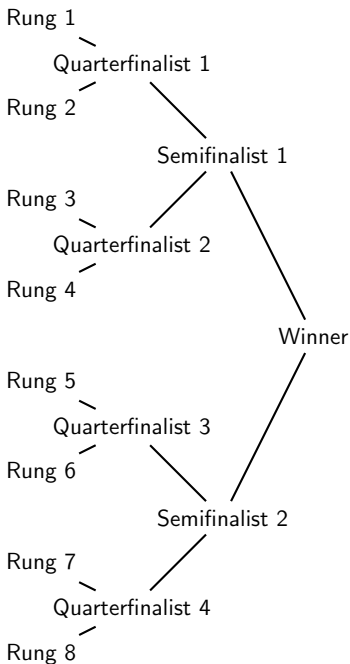 Rung 1
Quarterfinalist 1
Rung 2
Semifinalist 1
Rung 3
Quarterfinalist 2
Rung 4
Winner
Rung 5
Quarterfinalist 3
Rung 6
Semifinalist 2
Rung 7
Quarterfinalist 4
Rung 8